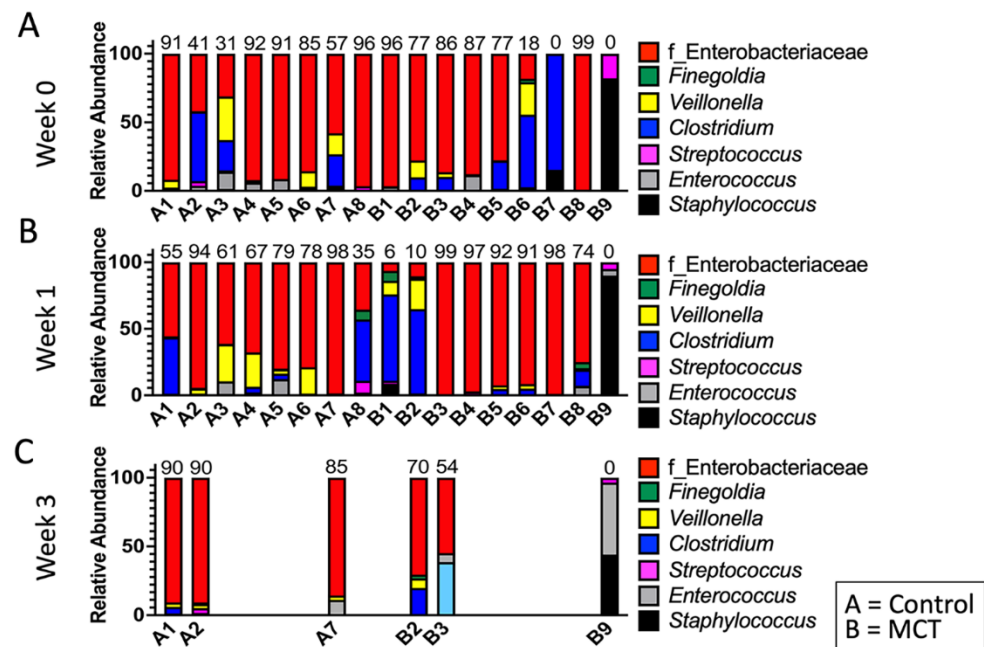 A
Week 0
Relative Abundance
100
50
0
91 41 31 92 91 85 57 96 96 77 86 87 77 18 0 99 0
A1 A2 A3 A4 A5 A6 A7 A8 B1 B2 B3 B4 B5 B6 B7 B8 B9
f_Enterobacteriaceae
Finegoldia
Veillonella
Clostridium
Streptococcus
Enterococcus
Staphylococcus
B
Week 1
Relative Abundance
100
50
0
55 94 61 67 79 78 98 35 6 10 99 97 92 91 98 74 0
A1 A2 A3 A4 A5 A6 A7 A8 B1 B2 B3 B4 B5 B6 B7 B8 B9
f_Enterobacteriaceae
Finegoldia
Veillonella
Clostridium
Streptococcus
Enterococcus
Staphylococcus
C
Week 3
Relative Abundance
100
50
0
90 90 85 70 54 0
A1 A2 A7 B2 B3 B9
f_Enterobacteriaceae
Finegoldia
Veillonella
Clostridium
Streptococcus
Enterococcus
Staphylococcus
A = Control
B = MCT